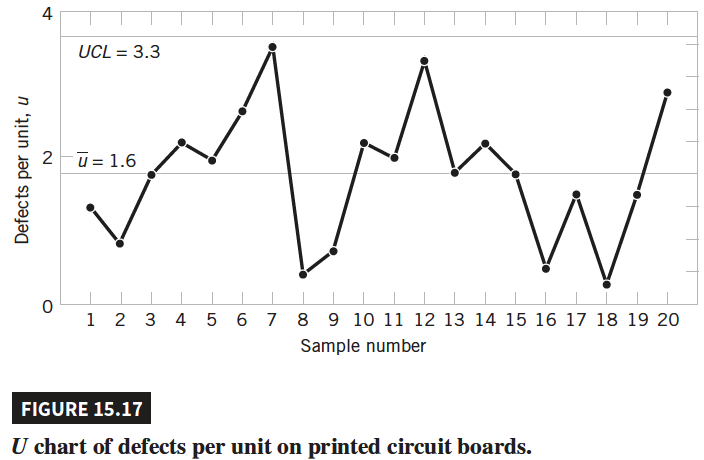 4
UCL = 3.3
Defects per unit, u
2
u̅ = 1.6
0
1 2 3 4 5 6 7 8 9 10 11 12 13 14 15 16 17 18 19 20
Sample number
FIGURE 15.17
U chart of defects per unit on printed circuit boards.